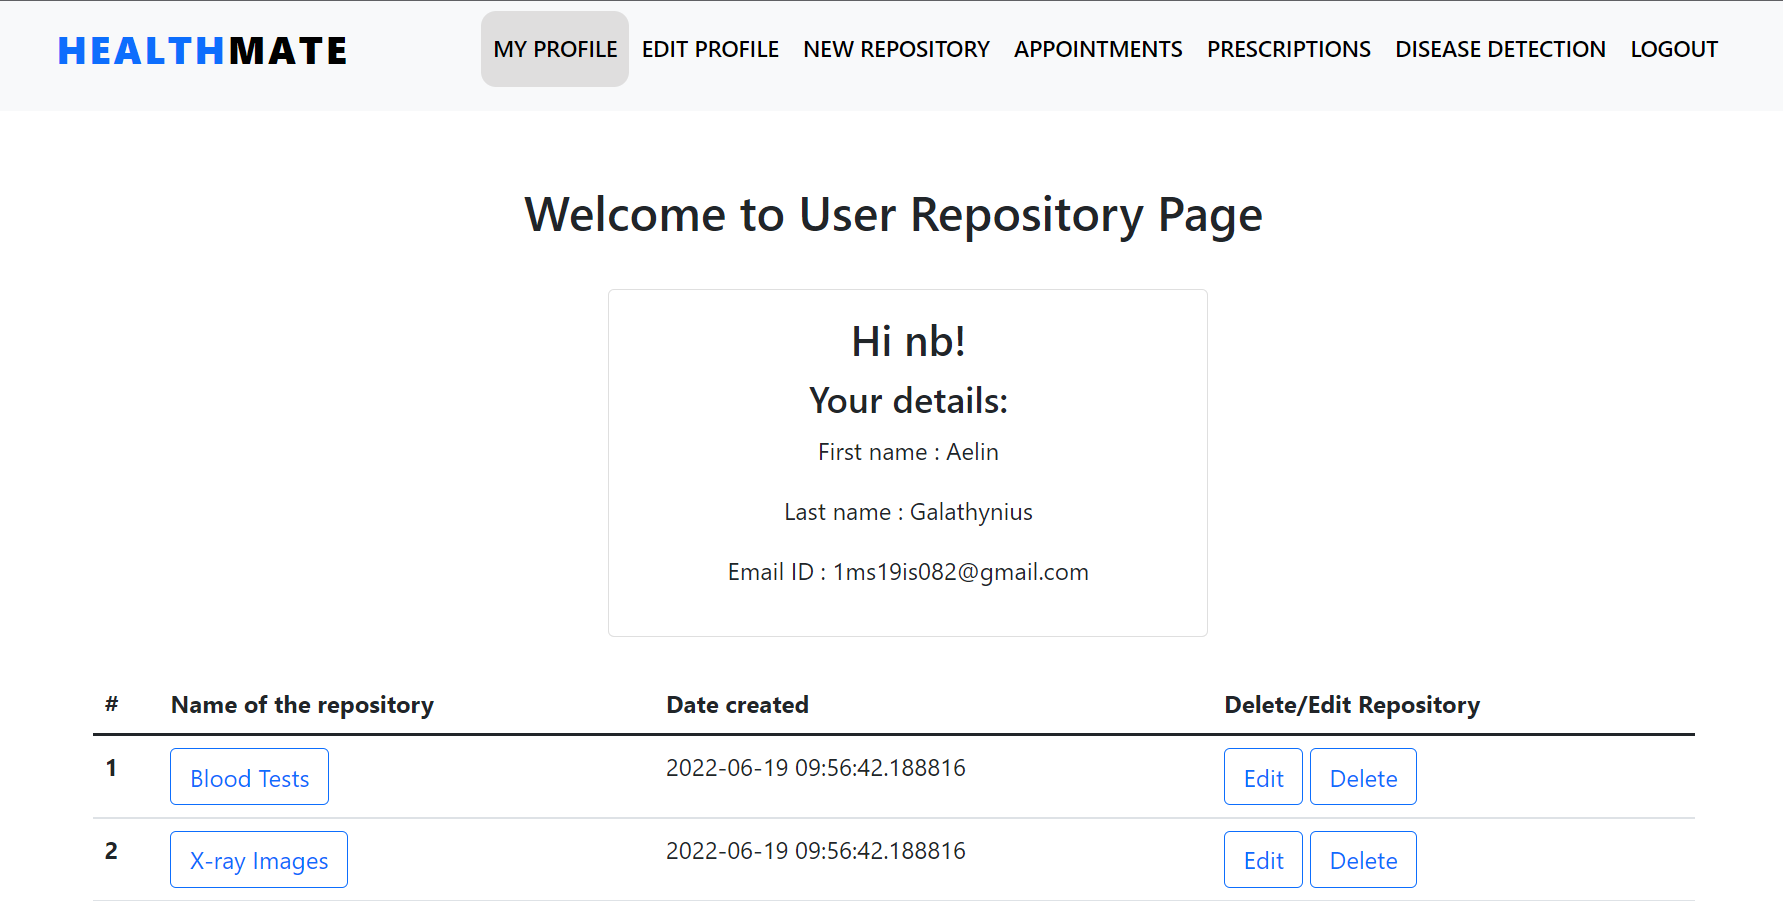 HEALTHMATE MY PROFILE EDIT PROFILE NEW REPOSITORY APPOINTMENTS PRESCRIPTIONS DISEASE DETECTION LOGOUT
Welcome to User Repository Page
Hi nb!
Your details:
First name : Aelin
Last name : Galathynius
Email ID : 1ms19is082@gmail.com
# Name of the repository Date created Delete/Edit Repository
1 Blood Tests 2022-06-19 09:56:42.188816 Edit Delete
2 X-ray Images 2022-06-19 09:56:42.188816 Edit Delete